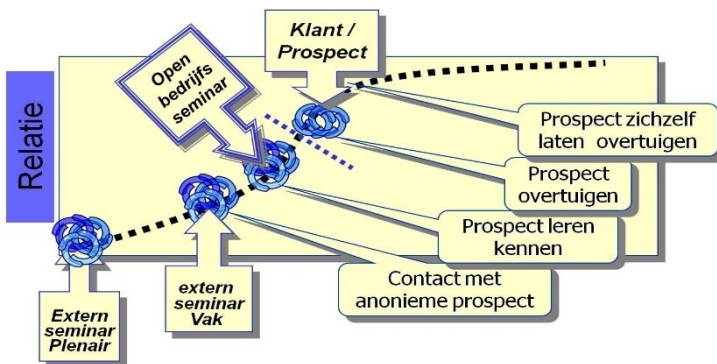 Klant /
Prospect
Open
bedrijfs
seminar
Relatie
Prospect zichzelf
laten overtuigen
Prospect
overtuigen
Prospect leren
kennen
Contact met
anonieme prospect
extern
seminar
Vak
Extern
seminar
Plenair